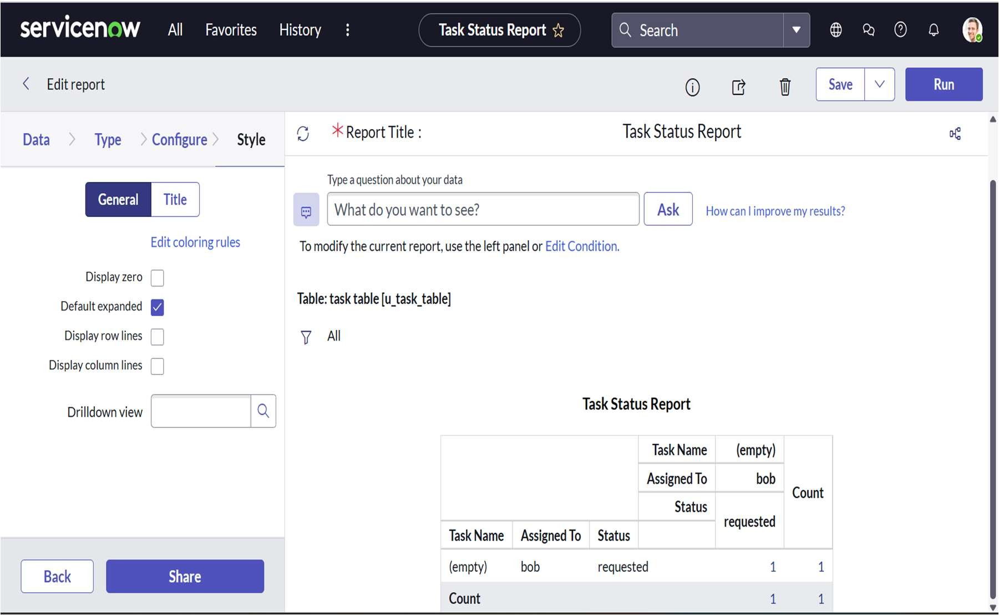 servicenow All Favorites History Task Status Report Search
Edit report Save Run
Data Type Configure Style
Report Title : Task Status Report
General Title
Edit coloring rules
Display zero
Default expanded
Display row lines
Display column lines
Drilldown view
Back Share
Type a question about your data
What do you want to see? Ask How can I improve my results?
To modify the current report, use the left panel or Edit Condition.
Table: task table [u_task_table]
All
Task Status Report
Task Name (empty)
Assigned To bob
Count
Status
requested
Task Name Assigned To Status
(empty) bob requested 1 1
Count 1 1